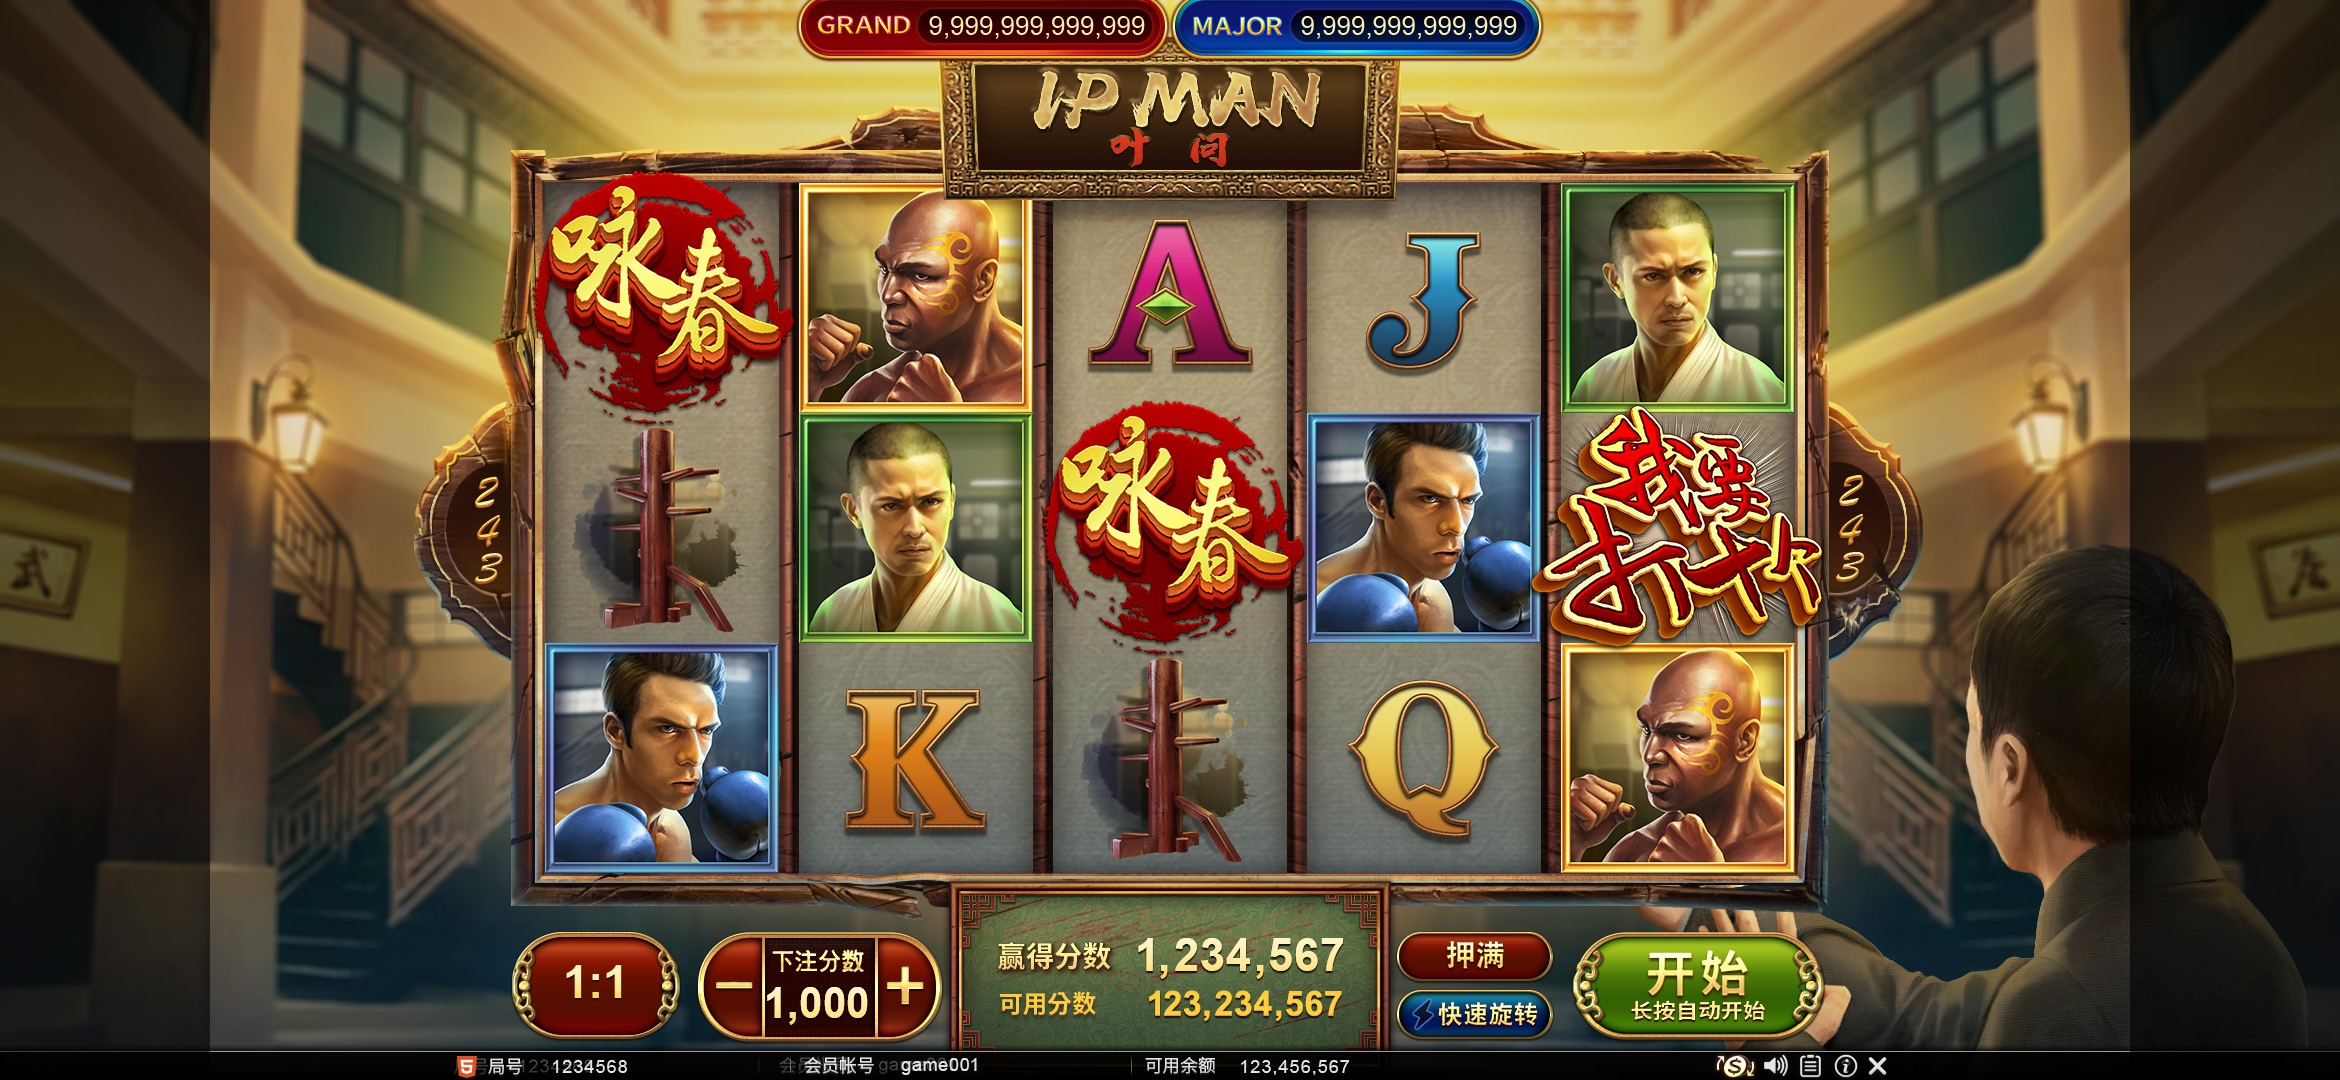 GRAND 9,999,999,999,999
MAJOR 9,999,999,999,999
IP MAN
叶问
咏春
A
J
243
咏春
我要
打十个
243
K
Q
1:1
下注分数
1,000
赢得分数 1,234,567
可用分数 123,234,567
押满
快速旋转
开始
长按自动开始
武
局号 1234568
会员帐号 game001
可用余额 123,456,567